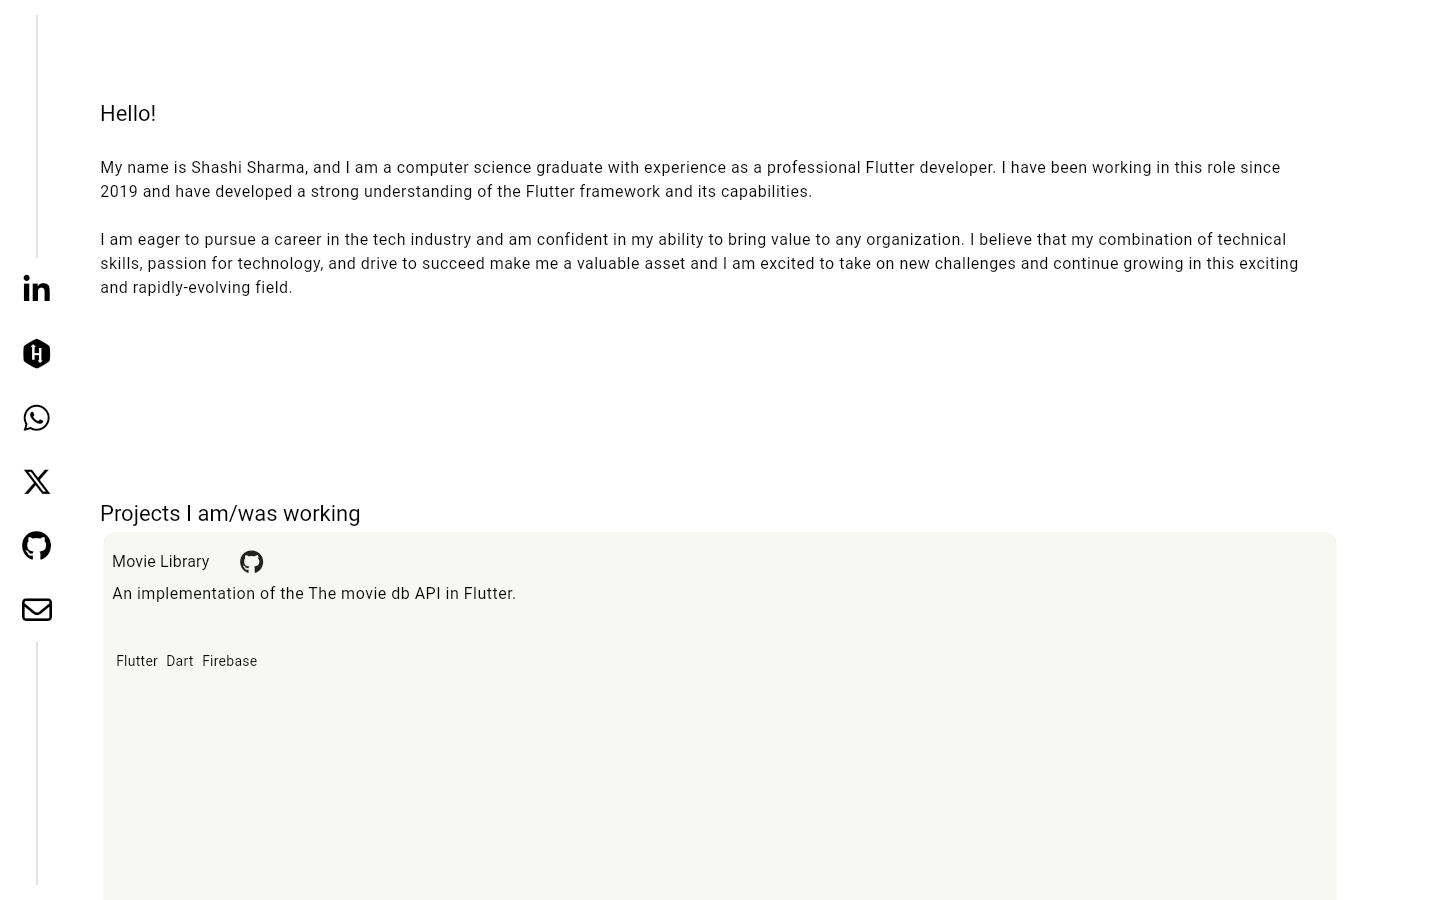 Hello!
My name is Shashi Sharma, and I am a computer science graduate with experience as a professional Flutter developer. I have been working in this role since
2019 and have developed a strong understanding of the Flutter framework and its capabilities.
I am eager to pursue a career in the tech industry and am confident in my ability to bring value to any organization. I believe that my combination of technical
skills, passion for technology, and drive to succeed make me a valuable asset and I am excited to take on new challenges and continue growing in this exciting
and rapidly-evolving field.
Projects I am/was working
Movie Library
An implementation of the The movie db API in Flutter.
Flutter Dart Firebase